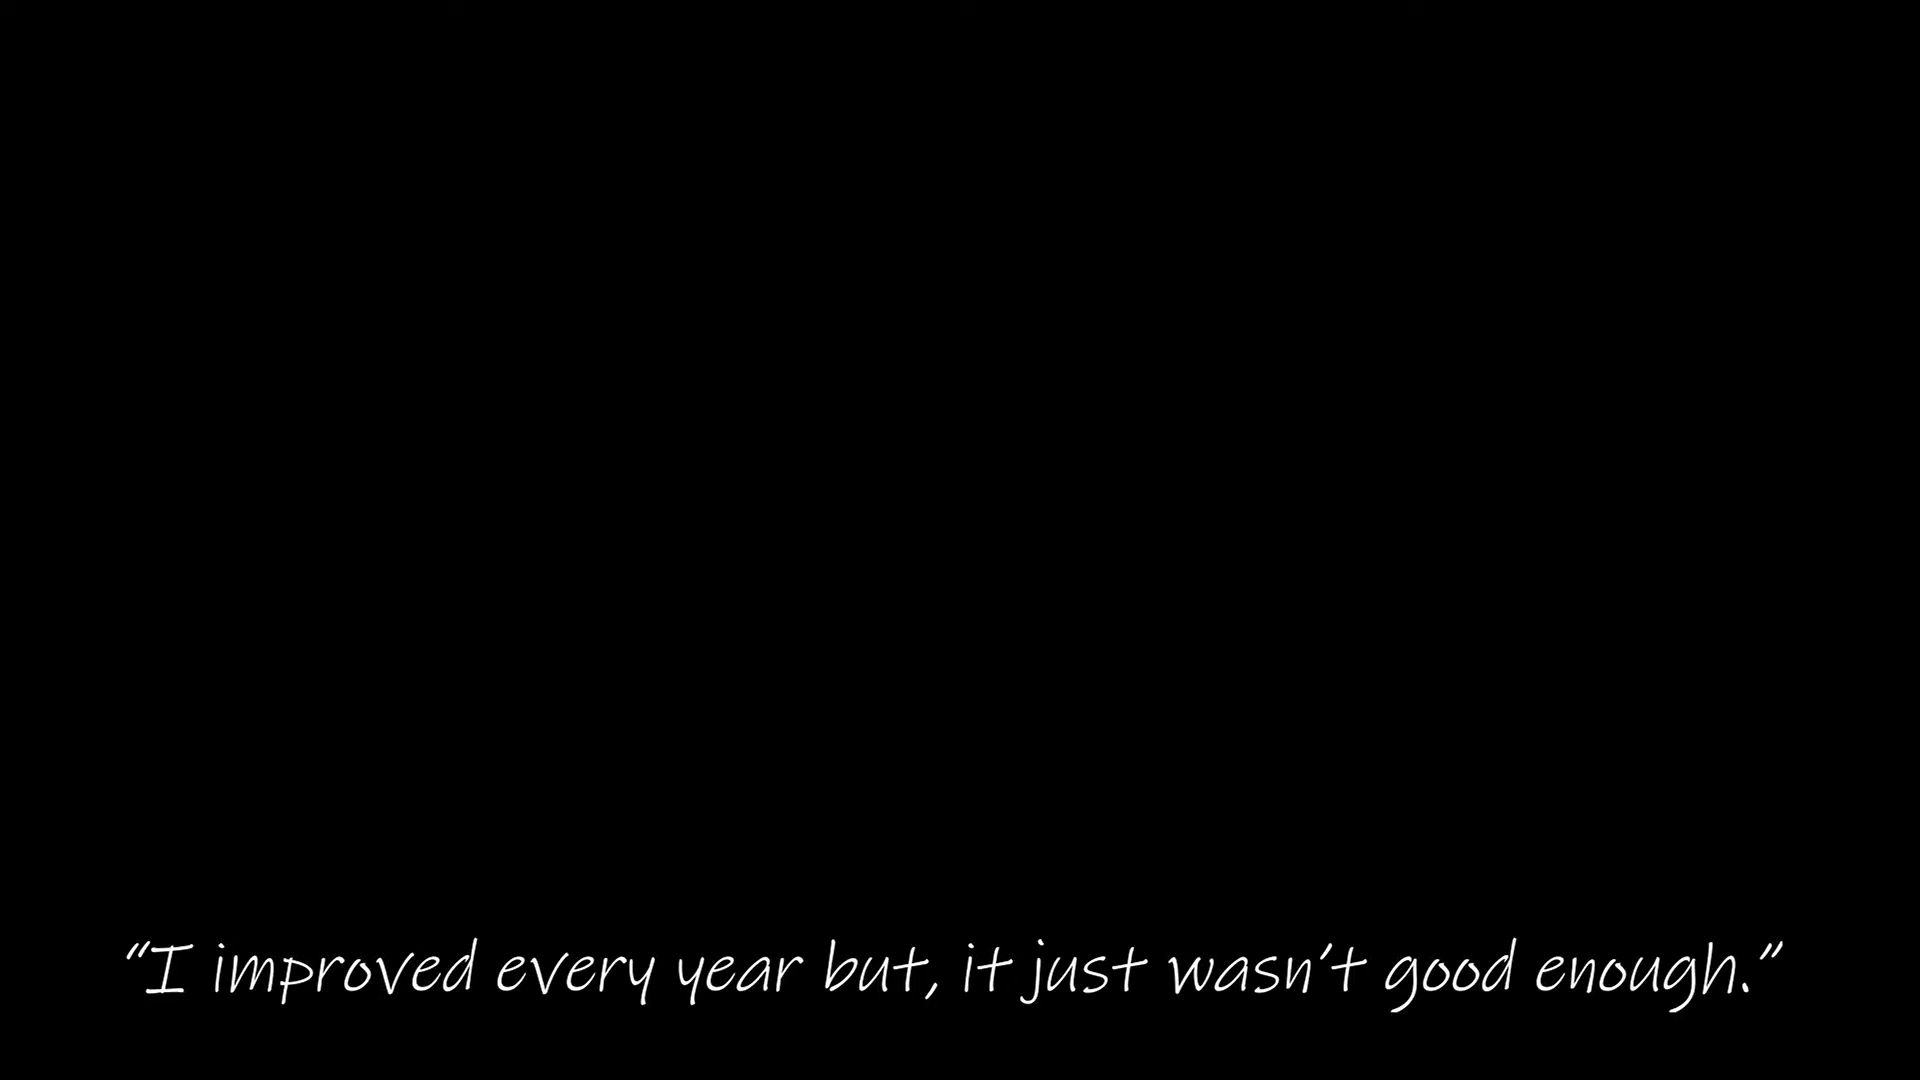 “I improved every year but, it just wasn’t good enough.”